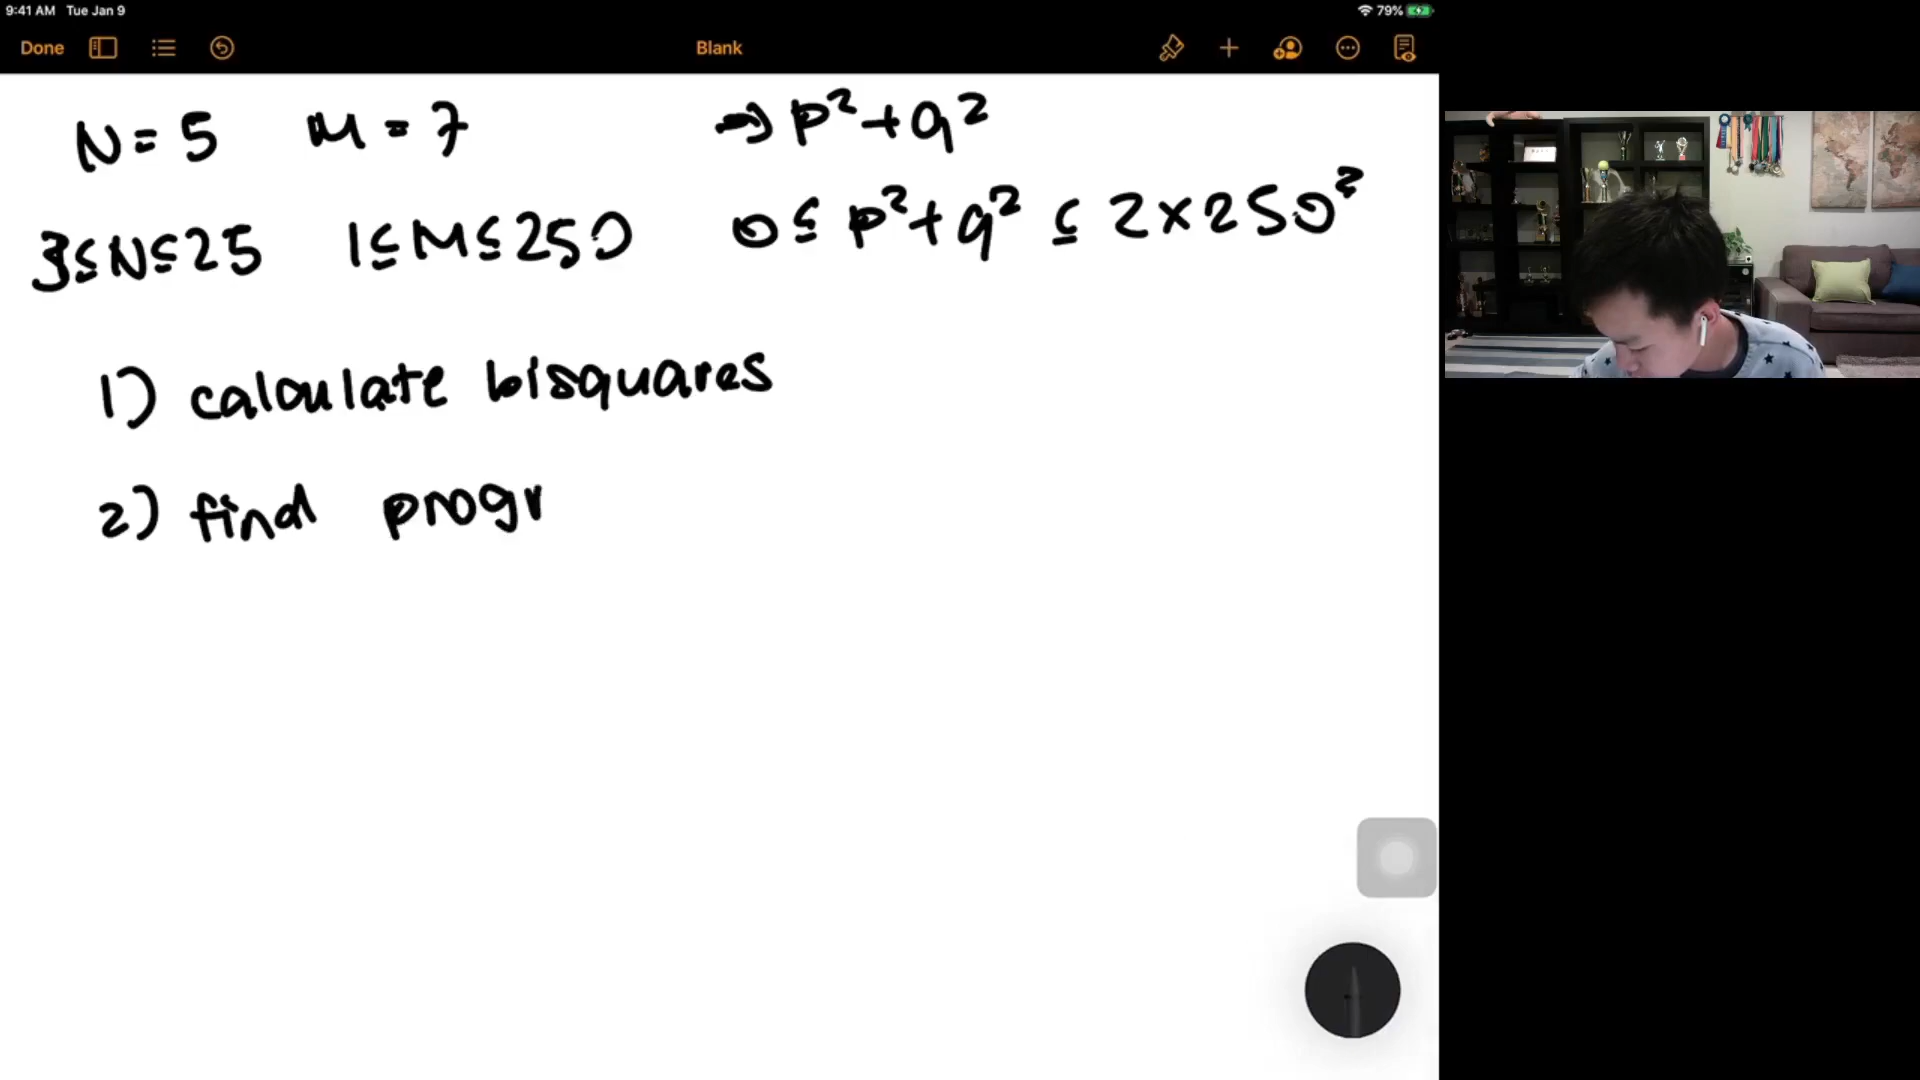 9:41 AM Tue Jan 9
79%
Done
Blank
N = 5 M = 7 → p² + q²
3 ≤ N ≤ 25 1 ≤ M ≤ 250 0 ≤ p² + q² ≤ 2 × 250²
1) calculate bisquares
2) find progr